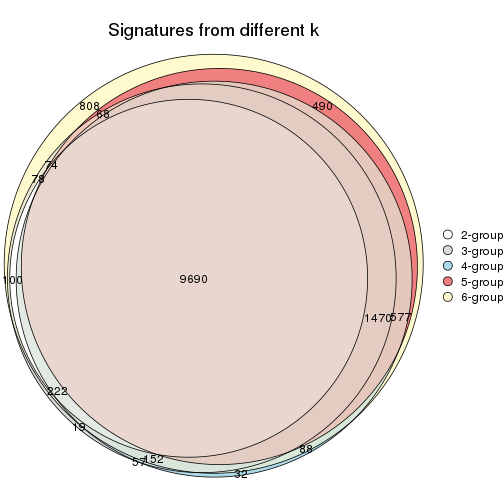 Signatures from different k
808
68
490
74
78
2-group
3-group
4-group
5-group
6-group
100
9690
1470
577
222
19
88
152
57
32